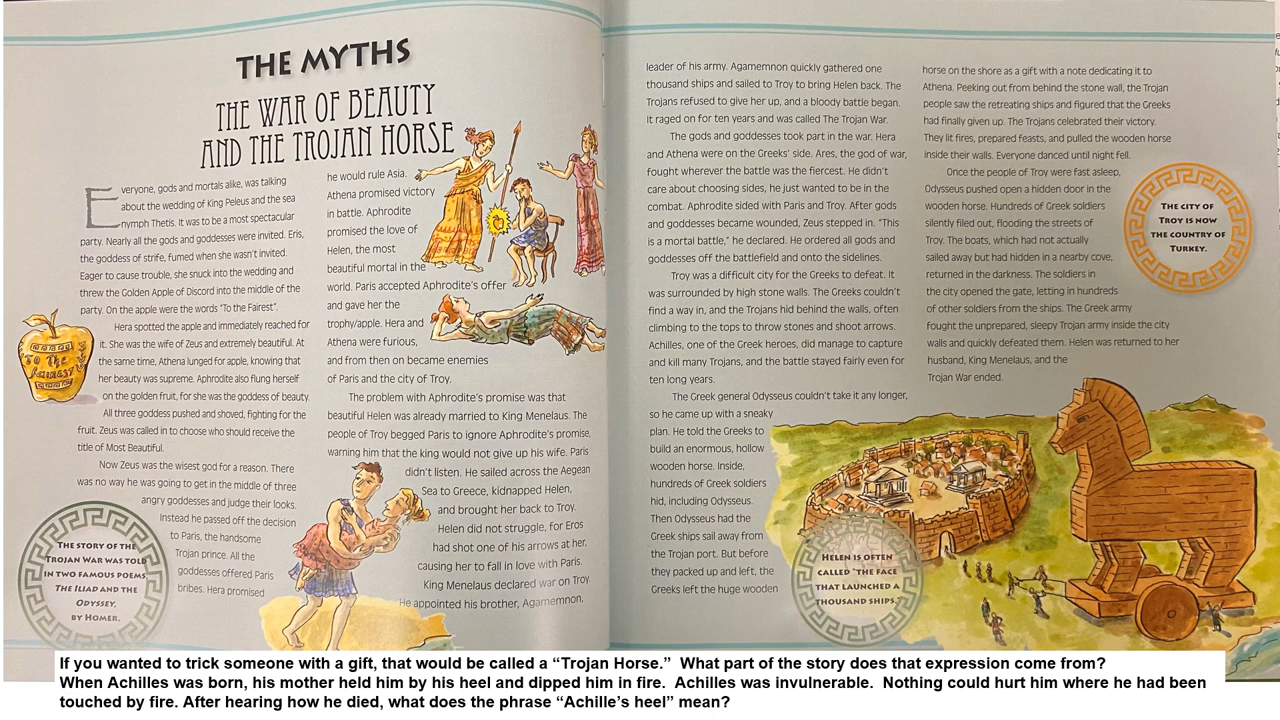 THE MYTHS
THE WAR OF BEAUTY
AND THE TROJAN HORSE
Everyone, gods and mortals alike, was talking
about the wedding of King Peleus and the sea
nymph Thetis. It was to be a most spectacular
party. Nearly all the gods and goddesses were invited. Eris,
the goddess of strife, fumed when she wasn't invited.
Eager to cause trouble, she snuck into the wedding and
threw the Golden Apple of Discord into the middle of the
party. On the apple were the words "To the Fairest".
Hera spotted the apple and immediately reached for
it. She was the wife of Zeus and extremely beautiful. At
the same time, Athena lunged for apple, knowing that
her beauty was supreme. Aphrodite also flung herself
on the golden fruit, for she was the goddess of beauty.
All three goddess pushed and shoved, fighting for the
fruit. Zeus was called in to choose who should receive the
title of Most Beautiful.
Now Zeus was the wisest god for a reason. There
was no way he was going to get in the middle of three
angry goddesses and judge their looks.
Instead he passed off the decision
to Paris, the handsome
Trojan prince. All the
goddesses offered Paris
bribes. Hera promised
TO THE
FAIREST
THE STORY OF THE
TROJAN WAR WAS TOLD
IN TWO FAMOUS POEMS,
THE ILIAD AND THE
ODYSSEY,
BY HOMER.
he would rule Asia.
Athena promised victory
in battle. Aphrodite
promised the love of
Helen, the most
beautiful mortal in the
world. Paris accepted Aphrodite's offer
and gave her the
trophy/apple. Hera and
Athena were furious,
and from then on became enemies
of Paris and the city of Troy.
The problem with Aphrodite's promise was that
beautiful Helen was already married to King Menelaus. The
people of Troy begged Paris to ignore Aphrodite's promise,
warning him that the king would not give up his wife. Paris
didn't listen. He sailed across the Aegean
Sea to Greece, kidnapped Helen,
and brought her back to Troy.
Helen did not struggle, for Eros
had shot one of his arrows at her,
causing her to fall in love with Paris.
King Menelaus declared war on Troy.
He appointed his brother, Agamemnon,
leader of his army. Agamemnon quickly gathered one
thousand ships and sailed to Troy to bring Helen back. The
Trojans refused to give her up, and a bloody battle began.
It raged on for ten years and was called The Trojan War.
The gods and goddesses took part in the war. Hera
and Athena were on the Greeks' side. Ares, the god of war,
fought wherever the battle was the fiercest. He didn't
care about choosing sides, he just wanted to be in the
combat. Aphrodite sided with Paris and Troy. After gods
and goddesses became wounded, Zeus stepped in. "This
is a mortal battle," he declared. He ordered all gods and
goddesses off the battlefield and onto the sidelines.
Troy was a difficult city for the Greeks to defeat. It
was surrounded by high stone walls. The Greeks couldn't
find a way in, and the Trojans hid behind the walls, often
climbing to the tops to throw stones and shoot arrows.
Achilles, one of the Greek heroes, did manage to capture
and kill many Trojans, and the battle stayed fairly even for
ten long years.
The Greek general Odysseus couldn't take it any longer,
so he came up with a sneaky
plan. He told the Greeks to
build an enormous, hollow
wooden horse. Inside,
hundreds of Greek soldiers
hid, including Odysseus.
Then Odysseus had the
Greek ships sail away from
the Trojan port. But before
they packed up and left, the
Greeks left the huge wooden
horse on the shore as a gift with a note dedicating it to
Athena. Peeking out from behind the stone wall, the Trojan
people saw the retreating ships and figured that the Greeks
had finally given up. The Trojans celebrated their victory.
They lit fires, prepared feasts, and pulled the wooden horse
inside their walls. Everyone danced until night fell.
Once the people of Troy were fast asleep,
Odysseus pushed open a hidden door in the
wooden horse. Hundreds of Greek soldiers
silently filed out, flooding the streets of
Troy. The boats, which had not actually
sailed away but had hidden in a nearby cove,
returned in the darkness. The soldiers in
the city opened the gate, letting in hundreds
of other soldiers from the ships. The Greek army
fought the unprepared, sleepy Trojan army inside the city
walls and quickly defeated them. Helen was returned to her
husband, King Menelaus, and the
Trojan War ended.
THE CITY OF
TROY IS NOW
THE COUNTRY OF
TURKEY.
HELEN IS OFTEN
CALLED "THE FACE
THAT LAUNCHED A
THOUSAND SHIPS."
If you wanted to trick someone with a gift, that would be called a "Trojan Horse." What part of the story does that expression come from?
When Achilles was born, his mother held him by his heel and dipped him in fire. Achilles was invulnerable. Nothing could hurt him where he had been
touched by fire. After hearing how he died, what does the phrase "Achille's heel" mean?